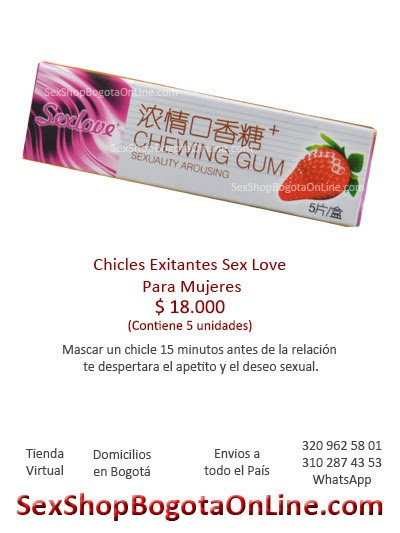 SexShopBogotaOnLine.com
Sexlove+
浓情口香糖+
CHEWING GUM
SEXUALITY AROUSING
SexShopBogotaOnLine.com
5片/盒
SexShopBogotaOnLine.com
Chicles Exitantes Sex Love
Para Mujeres
$ 18.000
(Contiene 5 unidades)
Mascar un chicle 15 minutos antes de la relación
te despertara el apetito y el deseo sexual.
Tienda
Virtual
Domicilios
en Bogotá
Envios a
todo el País
320 962 58 01
310 287 43 53
WhatsApp
SexShopBogotaOnLine.com